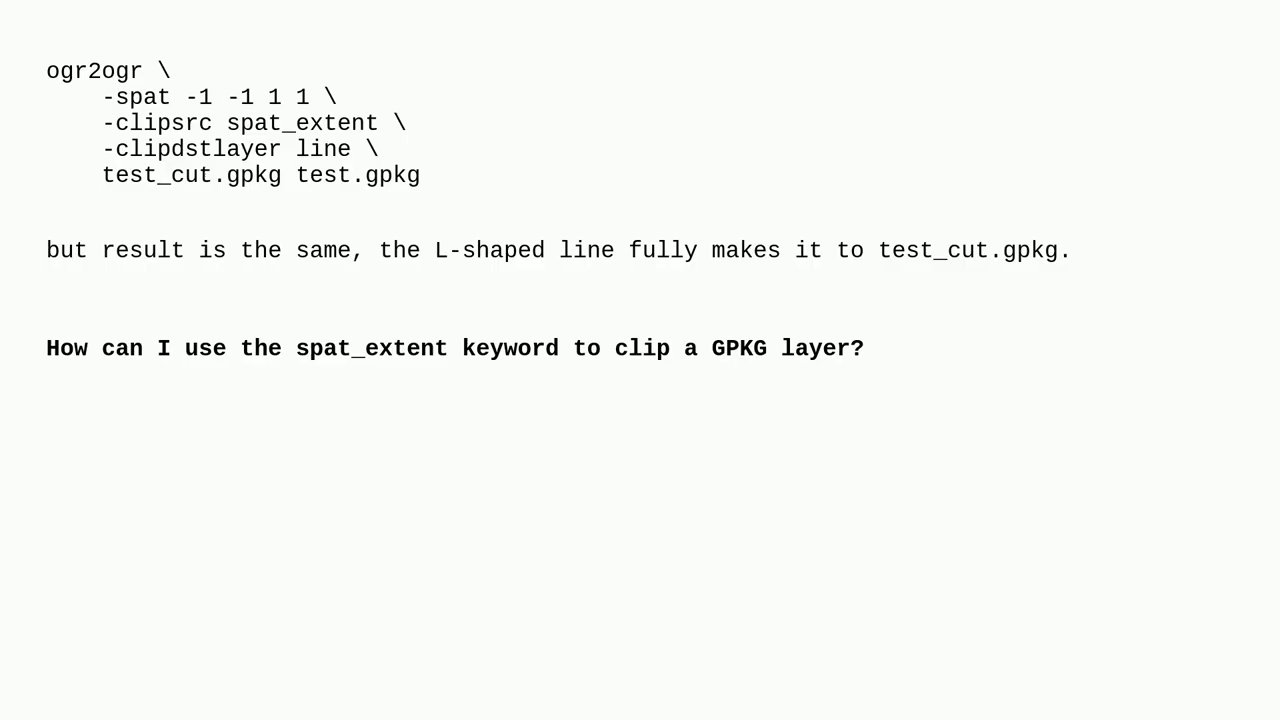 ogr2ogr \
    -spat -1 -1 1 1 \
    -clipsrc spat_extent \
    -clipdstlayer line \
    test_cut.gpkg test.gpkg
but result is the same, the L-shaped line fully makes it to test_cut.gpkg.
How can I use the spat_extent keyword to clip a GPKG layer?